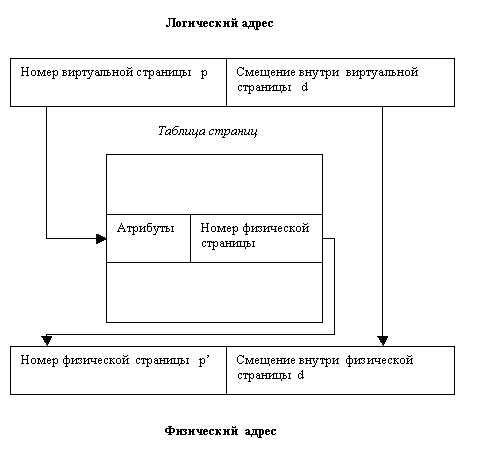 Логический адрес
Номер виртуальной страницы p
Смещение внутри виртуальной
страницы d
Таблица страниц
Атрибуты
Номер физической
страницы
Номер физической страницы p'
Смещение внутри физической
страницы d
Физический адрес